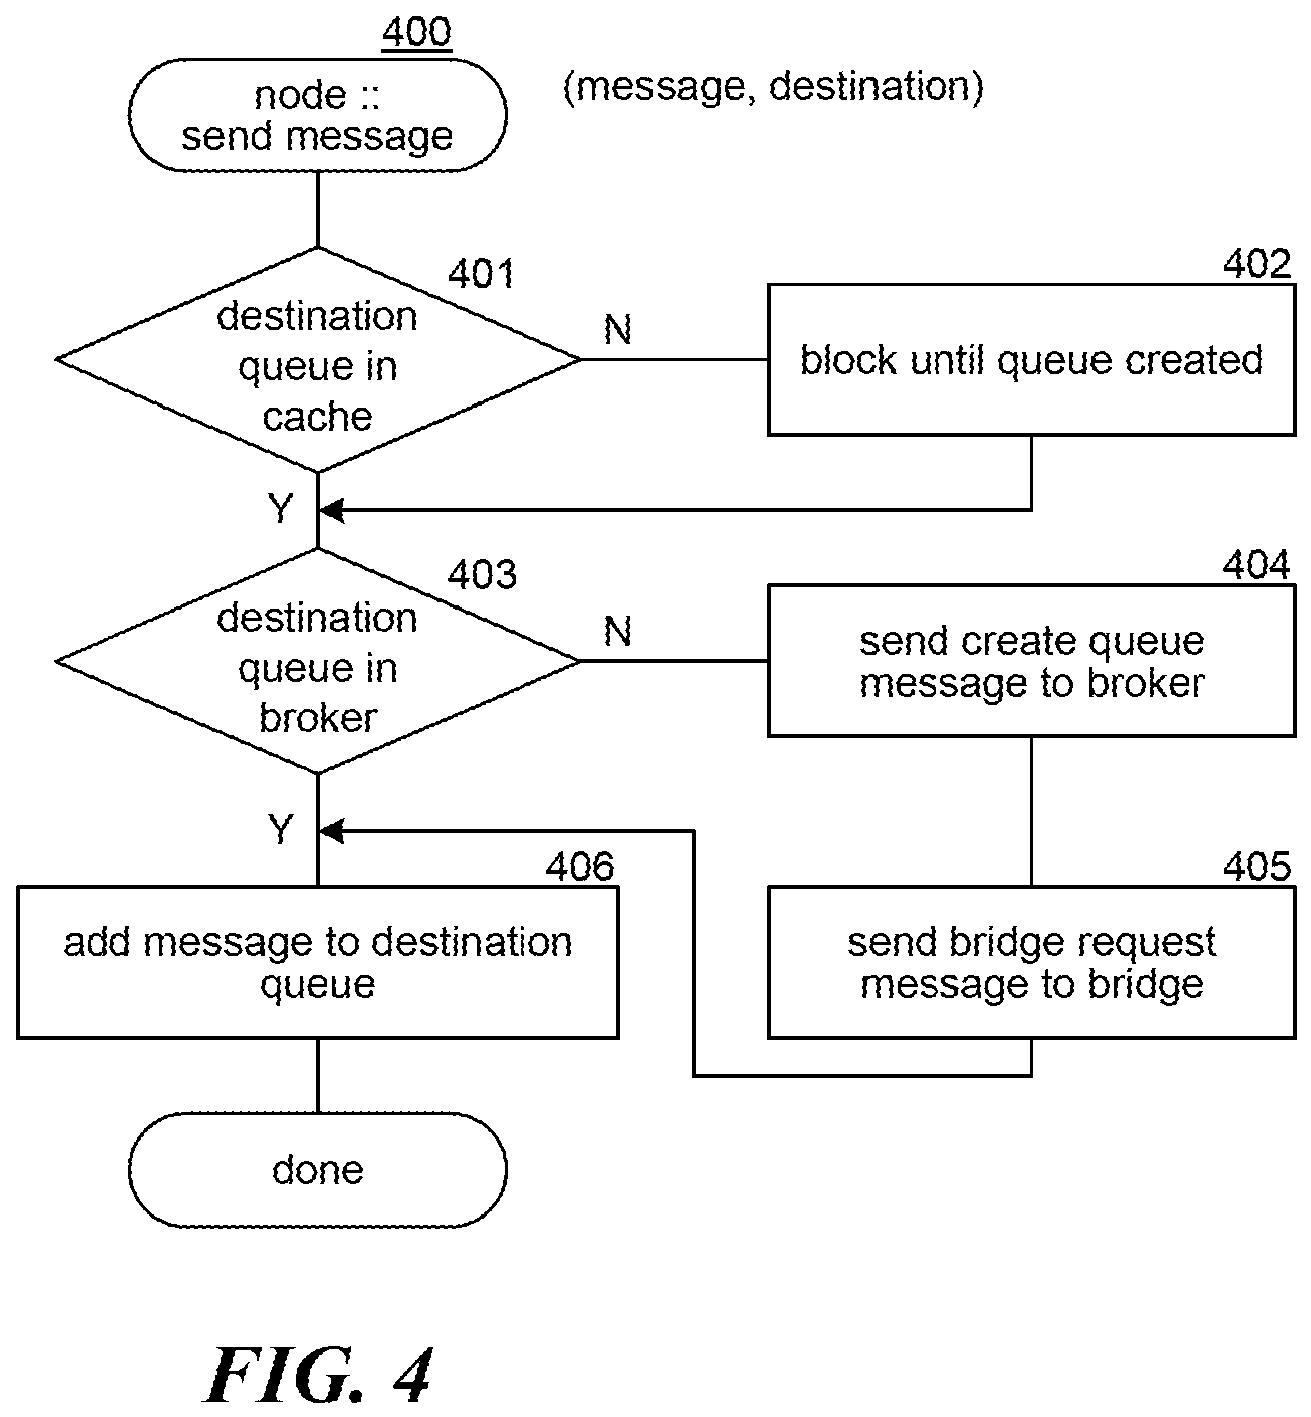 400
node ::
send message
(message, destination)
401
destination
queue in
cache
N
402
block until queue created
Y
403
destination
queue in
broker
N
404
send create queue
message to broker
Y
406
add message to destination
queue
405
send bridge request
message to bridge
done
FIG. 4